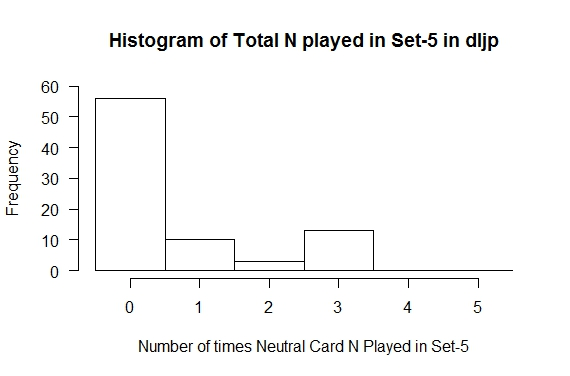 Histogram of Total N played in Set-5 in dljp
60
50
40
30
20
10
0
Frequency
0 1 2 3 4 5
Number of times Neutral Card N Played in Set-5